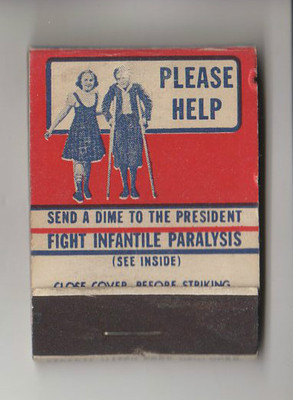 PLEASE
HELP
SEND A DIME TO THE PRESIDENT
FIGHT INFANTILE PARALYSIS
(SEE INSIDE)
CLOSE COVER BEFORE STRIKING